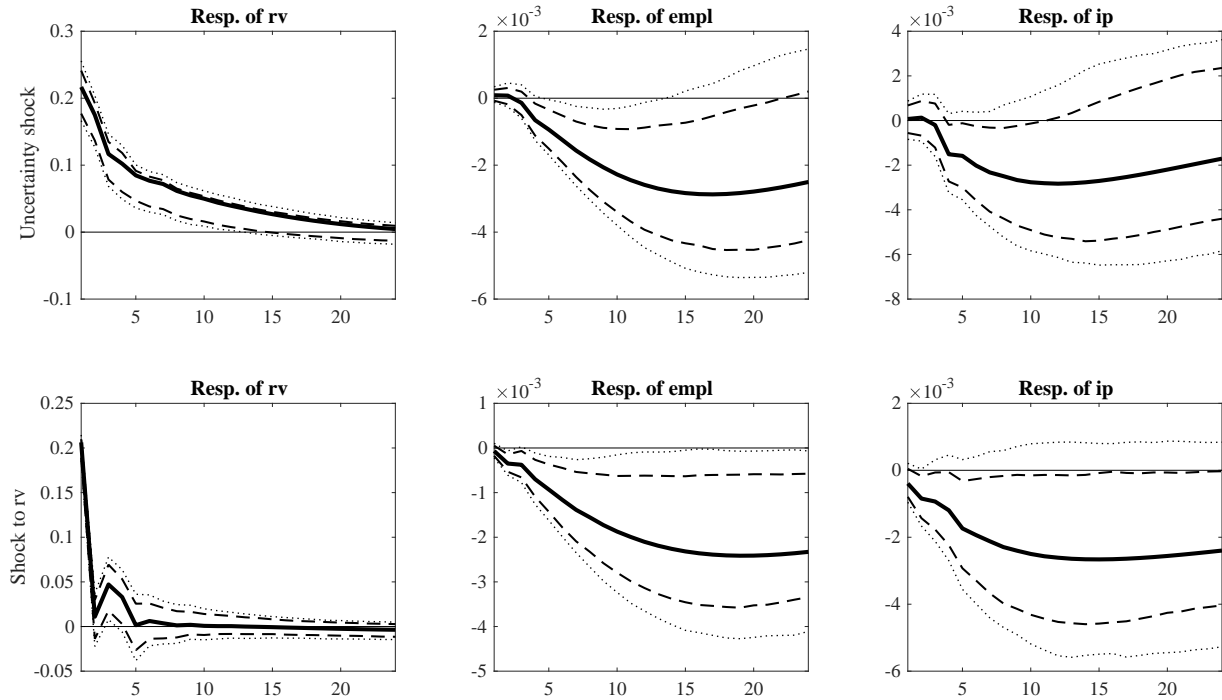 Resp. of rv
0.3
0.2
0.1
0
-0.1
Uncertainty shock
5 10 15 20
Resp. of empl
×10⁻³
2
0
-2
-4
-6
5 10 15 20
Resp. of ip
×10⁻³
4
2
0
-2
-4
-6
-8
5 10 15 20
Resp. of rv
0.25
0.2
0.15
0.1
0.05
0
-0.05
Shock to rv
5 10 15 20
Resp. of empl
×10⁻³
1
0
-1
-2
-3
-4
-5
5 10 15 20
Resp. of ip
×10⁻³
2
0
-2
-4
-6
5 10 15 20